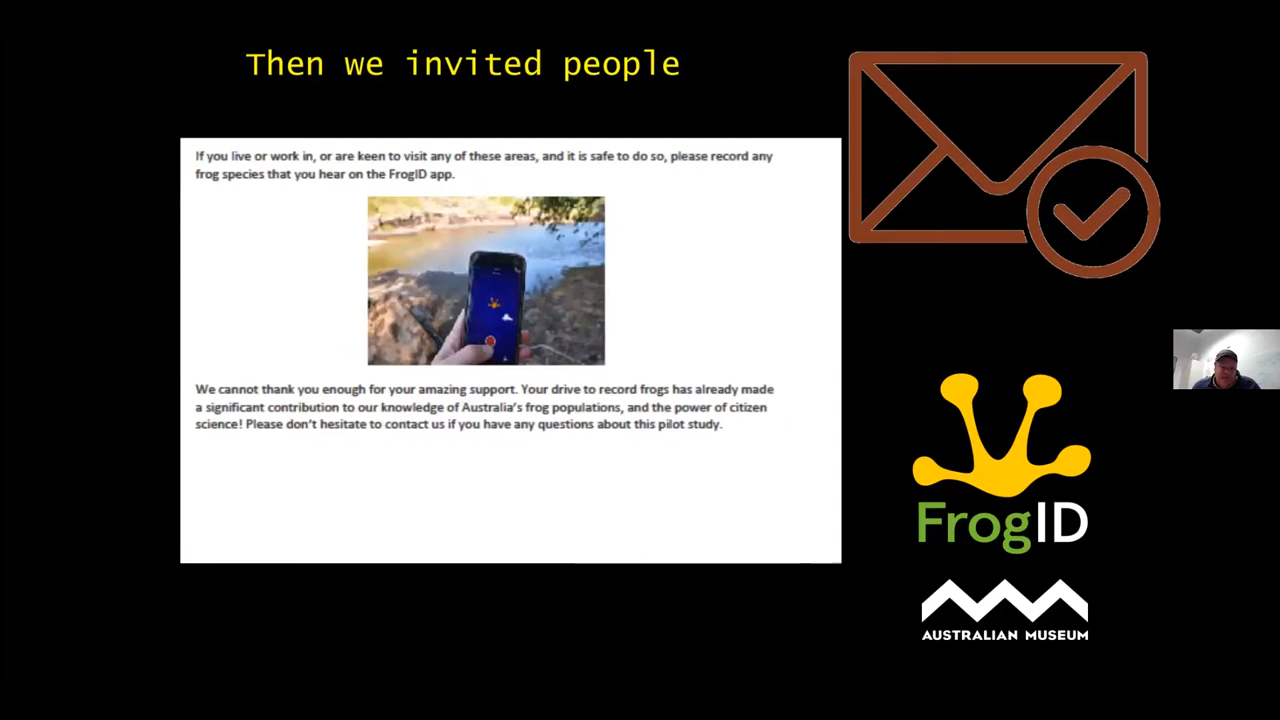 Then we invited people
If you live or work in, or are keen to visit any of these areas, and it is safe to do so, please record any
frog species that you hear on the FrogID app.
We cannot thank you enough for your amazing support. Your drive to record frogs has already made
a significant contribution to our knowledge of Australia's frog populations, and the power of citizen
science! Please don't hesitate to contact us if you have any questions about this pilot study.
FrogID
AUSTRALIAN MUSEUM